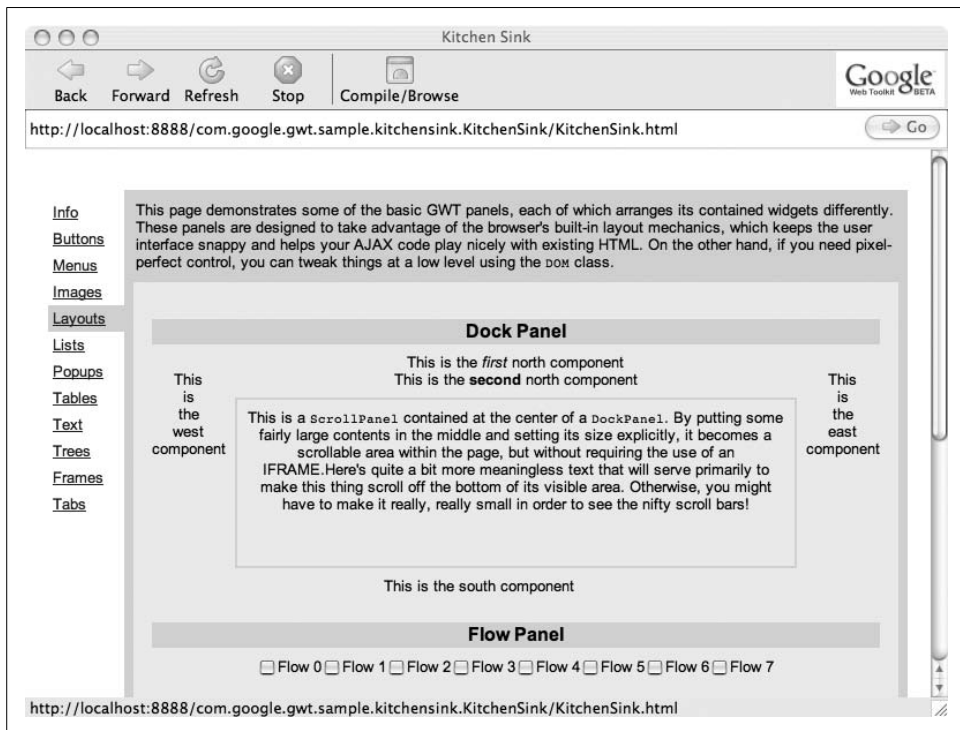 Kitchen Sink
Back Forward Refresh Stop Compile/Browse
Google
Web Toolkit BETA
http://localhost:8888/com.google.gwt.sample.kitchensink.KitchenSink/KitchenSink.html
Go
Info
Buttons
Menus
Images
Layouts
Lists
Popups
Tables
Text
Trees
Frames
Tabs
This page demonstrates some of the basic GWT panels, each of which arranges its contained widgets differently.
These panels are designed to take advantage of the browser's built-in layout mechanics, which keeps the user
interface snappy and helps your AJAX code play nicely with existing HTML. On the other hand, if you need pixel-
perfect control, you can tweak things at a low level using the DOM class.
Dock Panel
This is the first north component
This is the second north component
This
is
the
west
component
This is a ScrollPanel contained at the center of a DockPanel. By putting some
fairly large contents in the middle and setting its size explicitly, it becomes a
scrollable area within the page, but without requiring the use of an
IFRAME.Here's quite a bit more meaningless text that will serve primarily to
make this thing scroll off the bottom of its visible area. Otherwise, you might
have to make it really, really small in order to see the nifty scroll bars!
This
is
the
east
component
This is the south component
Flow Panel
Flow 0 Flow 1 Flow 2 Flow 3 Flow 4 Flow 5 Flow 6 Flow 7
http://localhost:8888/com.google.gwt.sample.kitchensink.KitchenSink/KitchenSink.html